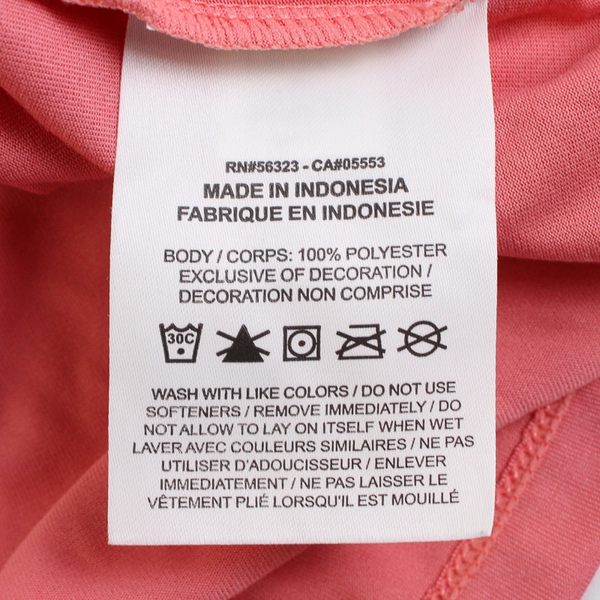 RN#56323 - CA#05553
MADE IN INDONESIA
FABRIQUE EN INDONESIE
BODY / CORPS: 100% POLYESTER
EXCLUSIVE OF DECORATION /
DECORATION NON COMPRISE
30C
WASH WITH LIKE COLORS / DO NOT USE
SOFTENERS / REMOVE IMMEDIATELY / DO
NOT ALLOW TO LAY ON ITSELF WHEN WET
LAVER AVEC COULEURS SIMILAIRES / NE PAS
UTILISER D'ADOUCISSEUR / ENLEVER
IMMEDIATEMENT / NE PAS LAISSER LE
VÊTEMENT PLIÉ LORSQU'IL EST MOUILLÉ